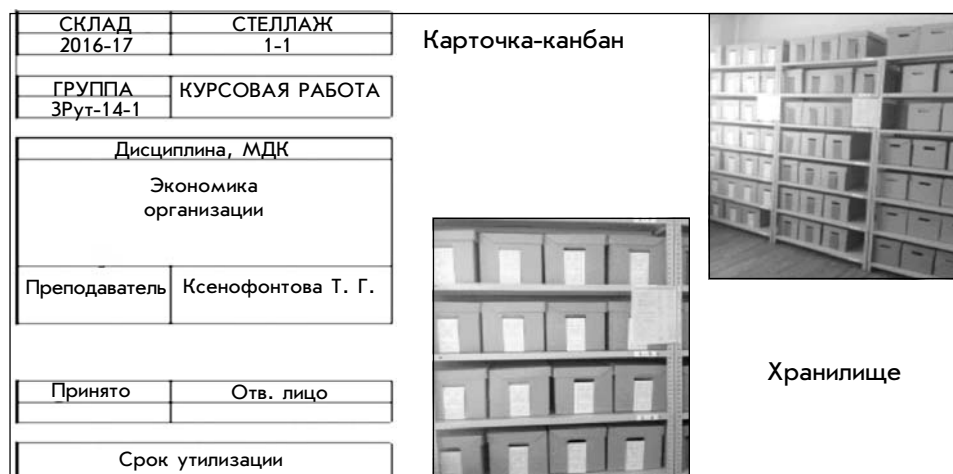 СКЛАД СТЕЛЛАЖ
2016-17 1-1
Карточка-канбан
ГРУППА КУРСОВАЯ РАБОТА
ЗРут-14-1
Дисциплина, МДК
Экономика
организации
Преподаватель Ксенофонтова Т. Г.
Принято Отв. лицо
Хранилище
Срок утилизации